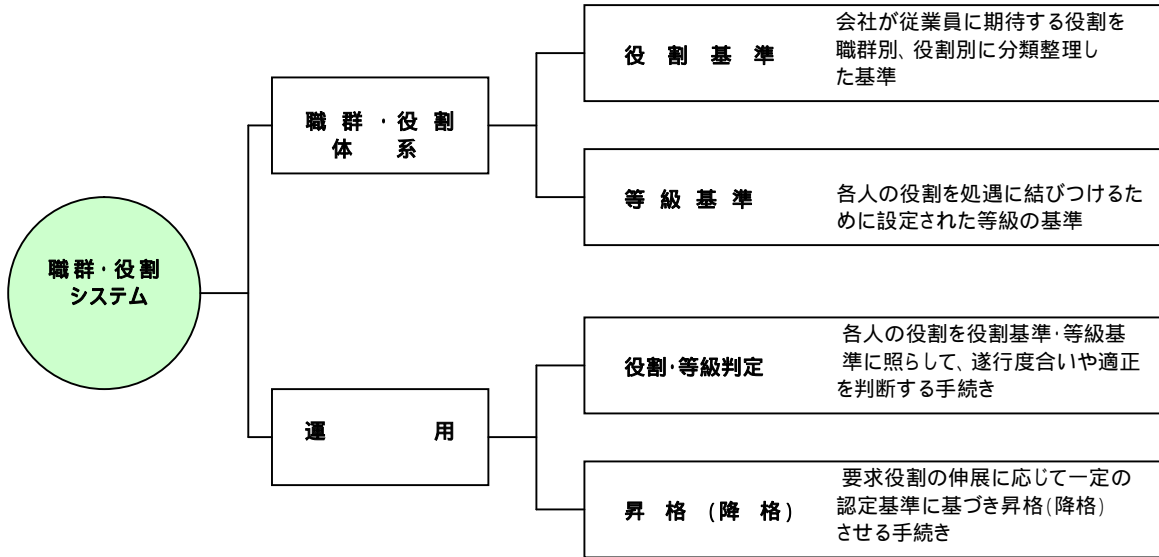 職群・役割
システム
職群・役割
体系
役割基準
会社が従業員に期待する役割を
職群別、役割別に分類整理し
た基準
等級基準
各人の役割を処遇に結びつけるた
めに設定された等級の基準
運用
役割・等級判定
各人の役割を役割基準・等級基
準に照らして、遂行度合いや適正
を判断する手続き
昇格(降格)
要求役割の伸展に応じて一定の
認定基準に基づき昇格(降格)
させる手続き